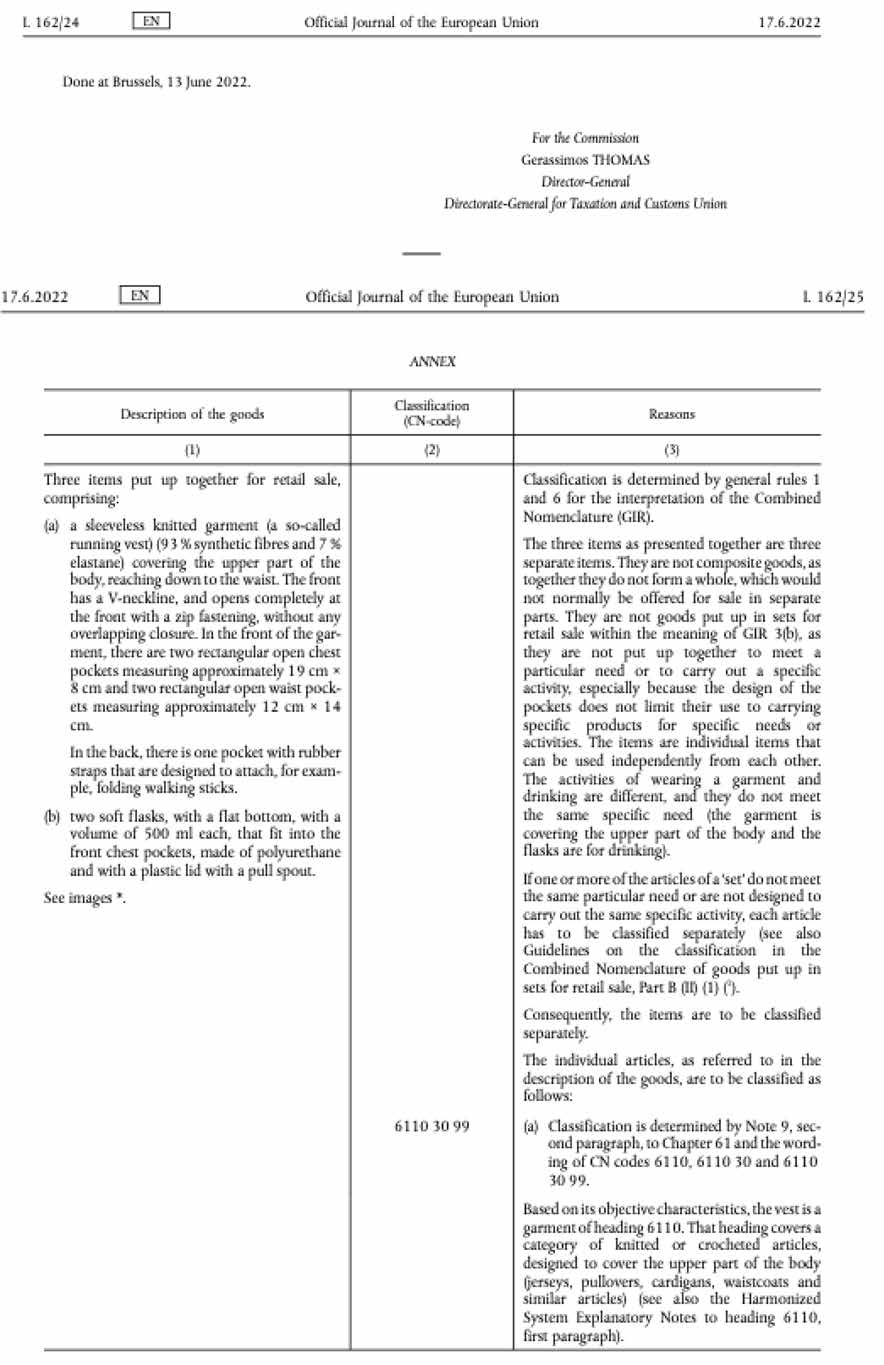 L 162/24 EN Official Journal of the European Union 17.6.2022
Done at Brussels, 13 June 2022.
For the Commission
Gerassimos THOMAS
Director-General
Directorate-General for Taxation and Customs Union
17.6.2022 EN Official Journal of the European Union L 162/25
ANNEX
Description of the goods
Classification
(CN-code)
Reasons
(1)
(2)
(3)
Three items put up together for retail sale,
comprising:
(a) a sleeveless knitted garment (a so-called
running vest) (93 % synthetic fibres and 7 %
elastane) covering the upper part of the
body, reaching down to the waist. The front
has a V-neckline, and opens completely at
the front with a zip fastening, without any
overlapping closure. In the front of the gar-
ment, there are two rectangular open chest
pockets measuring approximately 19 cm ×
8 cm and two rectangular open waist pock-
ets measuring approximately 12 cm × 14
cm.
In the back, there is one pocket with rubber
straps that are designed to attach, for exam-
ple, folding walking sticks.
(b) two soft flasks, with a flat bottom, with a
volume of 500 ml each, that fit into the
front chest pockets, made of polyurethane
and with a plastic lid with a pull spout.
See images *.
6110 30 99
Classification is determined by general rules 1
and 6 for the interpretation of the Combined
Nomenclature (GIR).
The three items as presented together are three
separate items. They are not composite goods, as
together they do not form a whole, which would
not normally be offered for sale in separate
parts. They are not goods put up in sets for
retail sale within the meaning of GIR 3(b), as
they are not put up together to meet a
particular need or to carry out a specific
activity, especially because the design of the
pockets does not limit their use to carrying
specific products for specific needs or
activities. The items are individual items that
can be used independently from each other.
The activities of wearing a garment and
drinking are different, and they do not meet
the same specific need (the garment is
covering the upper part of the body and the
flasks are for drinking).
If one or more of the articles of a 'set' do not meet
the same particular need or are not designed to
carry out the same specific activity, each article
has to be classified separately (see also
Guidelines on the classification in the
Combined Nomenclature of goods put up in
sets for retail sale, Part B (II) (1) ( ).
Consequently, the items are to be classified
separately.
The individual articles, as referred to in the
description of the goods, are to be classified as
follows:
(a) Classification is determined by Note 9, sec-
ond paragraph, to Chapter 61 and the word-
ing of CN codes 6110, 6110 30 and 6110
30 99.
Based on its objective characteristics, the vest is a
garment of heading 6110. That heading covers a
category of knitted or crocheted articles,
designed to cover the upper part of the body
(jerseys, pullovers, cardigans, waistcoats and
similar articles) (see also the Harmonized
System Explanatory Notes to heading 6110,
first paragraph).